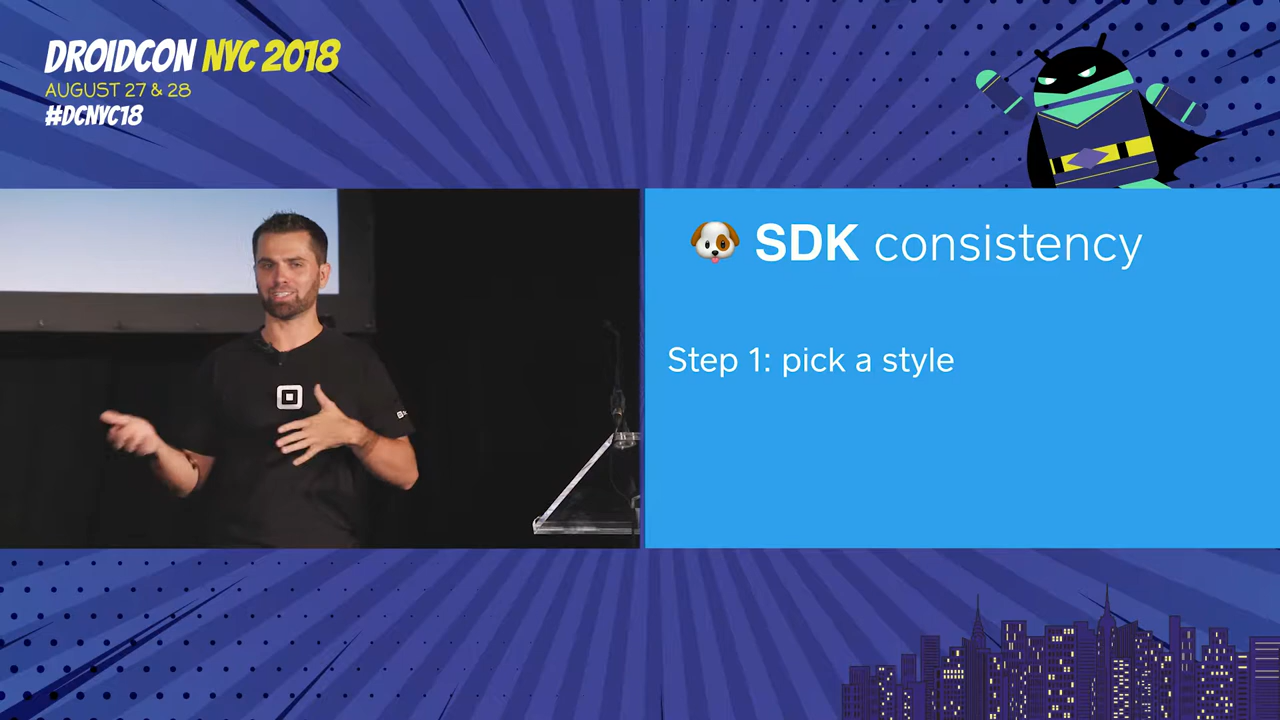 DROIDCON NYC 2018
AUGUST 27 & 28
#DCNYC18
SDK consistency
Step 1: pick a style